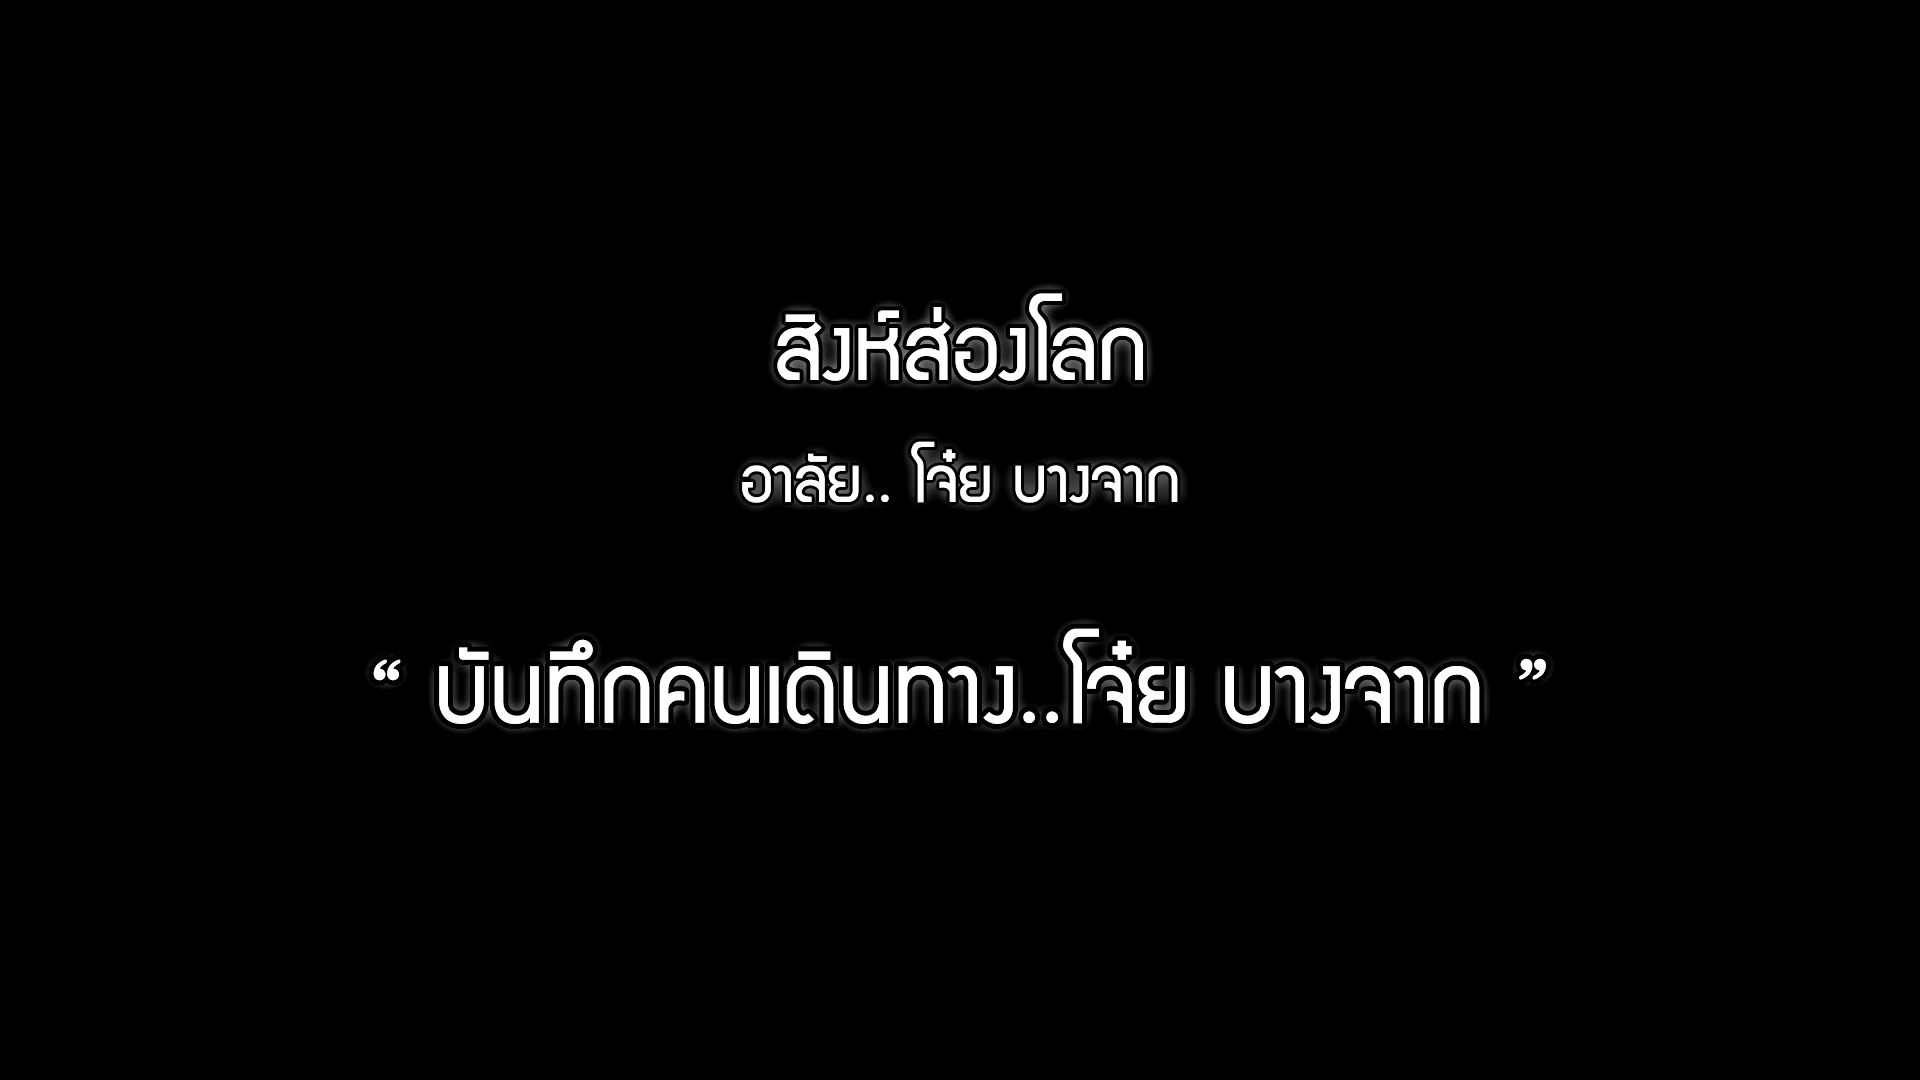 สิงห์ส่องโลก
อาลัย.. โจ๋ย บางจาก
“ บันทึกคนเดินทาง..โจ๋ย บางจาก ”